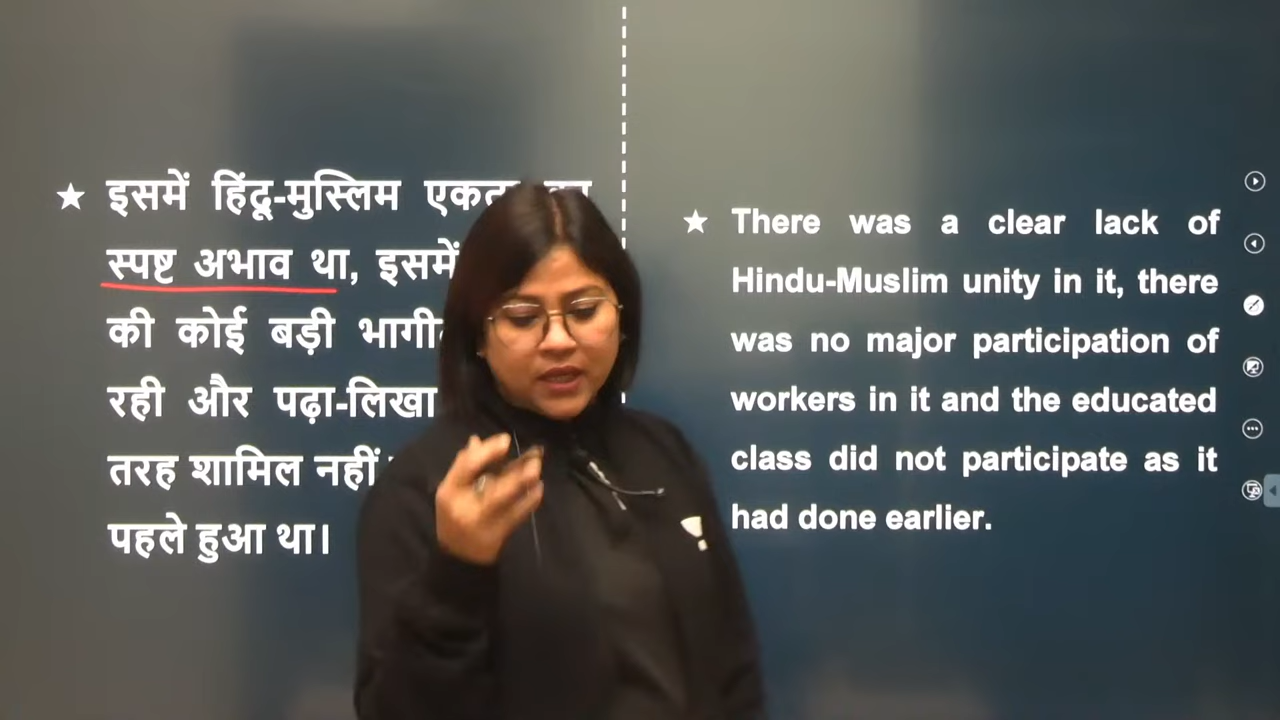 ★ इसमें हिंदू-मुस्लिम
स्पष्ट अभाव था, इसमें
की कोई बड़ी
रही और पढ़ा-लिखा
तरह शामिल नहीं
पहले हुआ था।
★ There was a clear lack of
Hindu-Muslim unity in it, there
was no major participation of
workers in it and the educated
class did not participate as it
had done earlier.